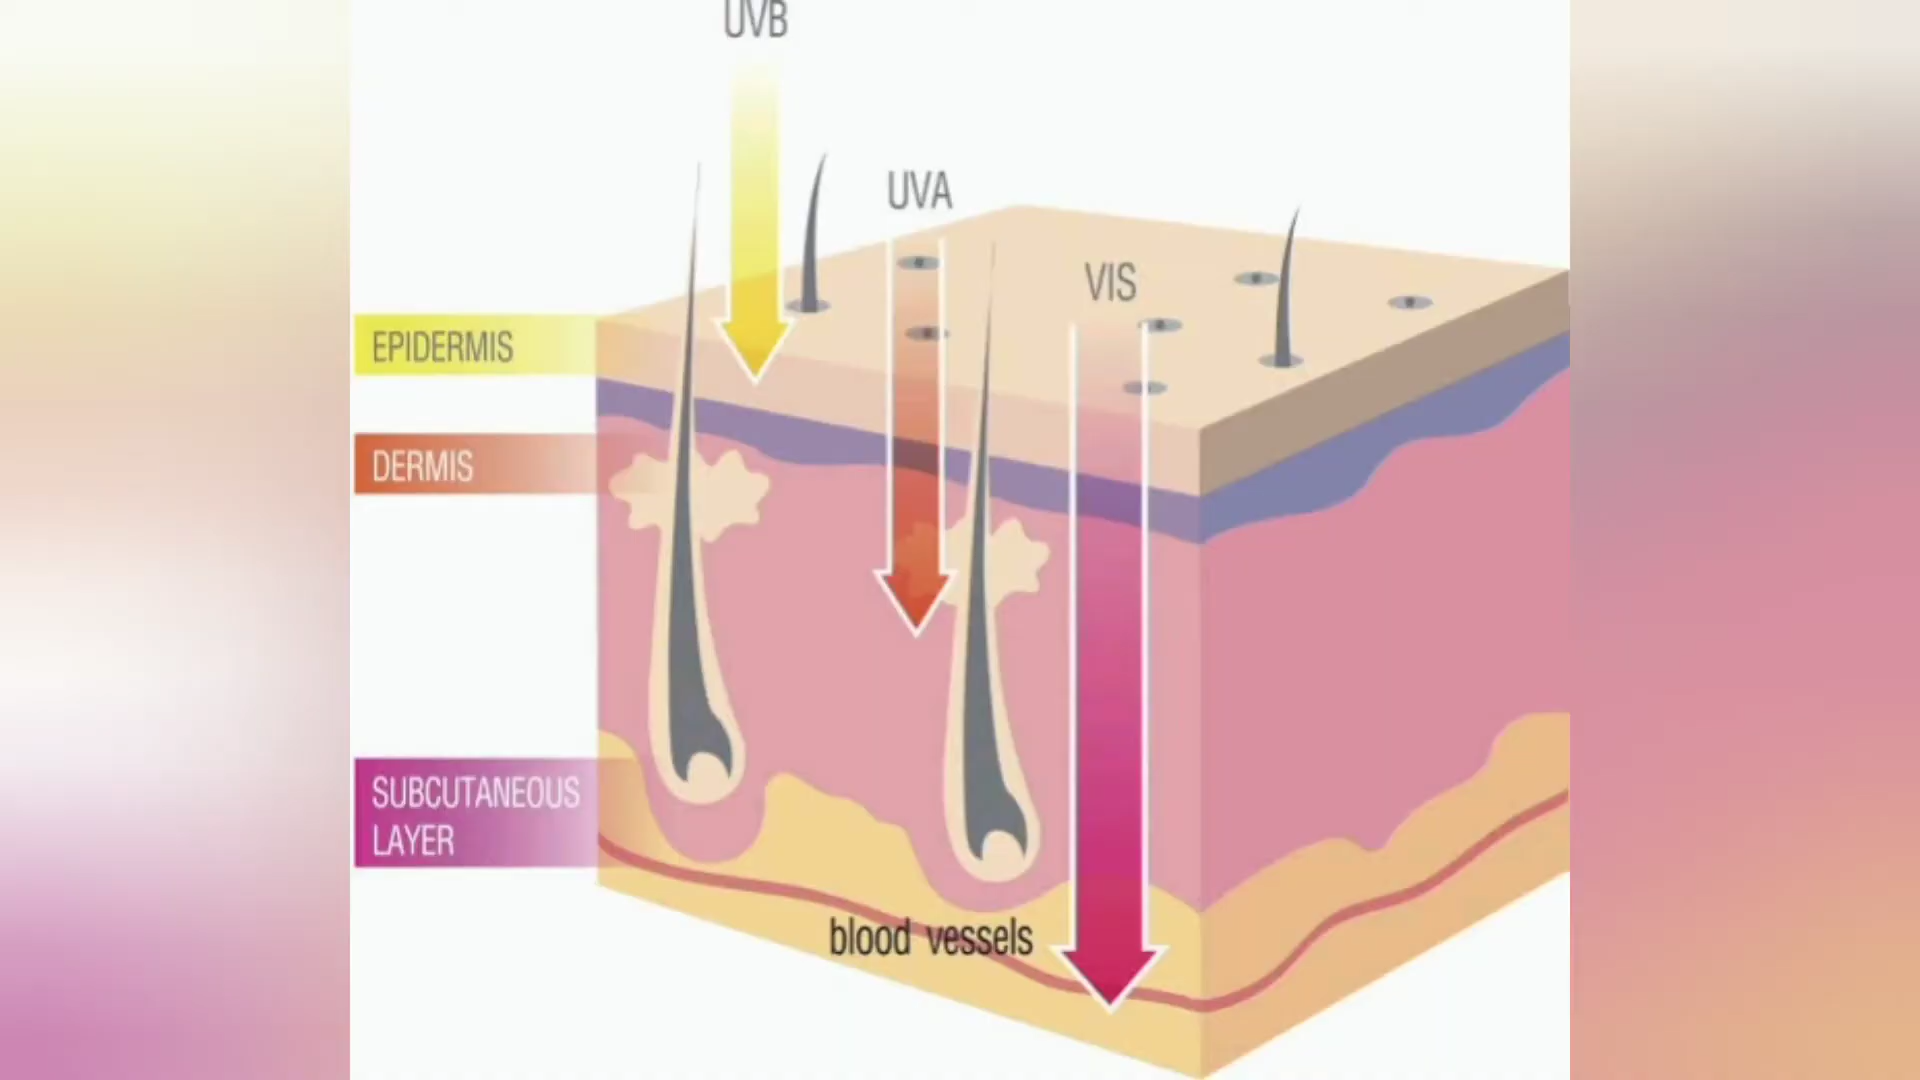 UVB
UVA
VIS
EPIDERMIS
DERMIS
SUBCUTANEOUS
LAYER
blood vessels